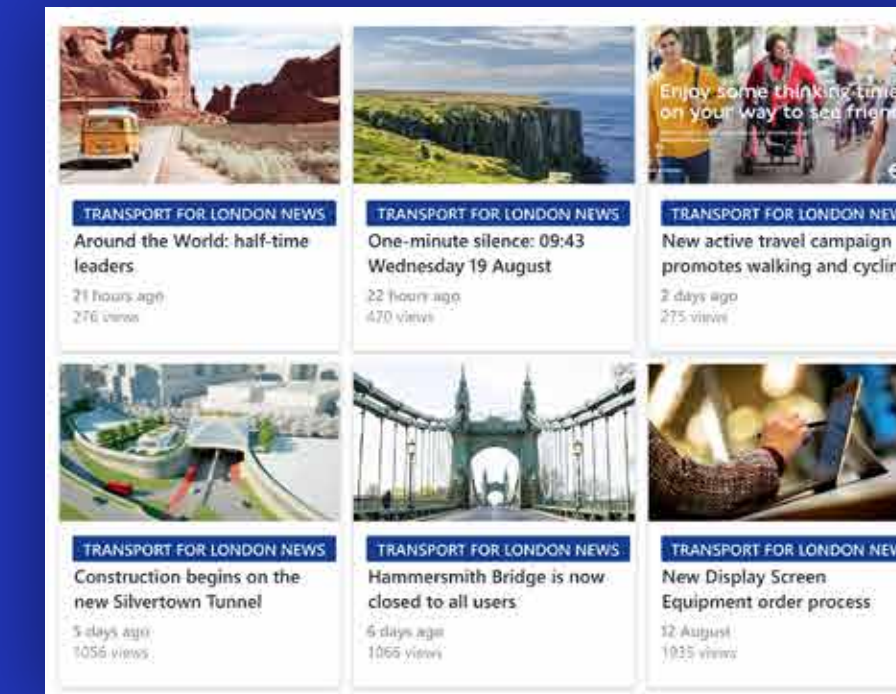 Enjoy some thinking time
on your way to see friends
TRANSPORT FOR LONDON NEWS
Around the World: half-time
leaders
21 hours ago
276 views
TRANSPORT FOR LONDON NEWS
One-minute silence: 09:43
Wednesday 19 August
22 hours ago
470 views
TRANSPORT FOR LONDON NEW
New active travel campaign
promotes walking and cyclin
2 days ago
275 views
TRANSPORT FOR LONDON NEWS
Construction begins on the
new Silvertown Tunnel
5 days ago
1056 views
TRANSPORT FOR LONDON NEWS
Hammersmith Bridge is now
closed to all users
6 days ago
1066 views
TRANSPORT FOR LONDON NEW
New Display Screen
Equipment order process
12 August
1935 views